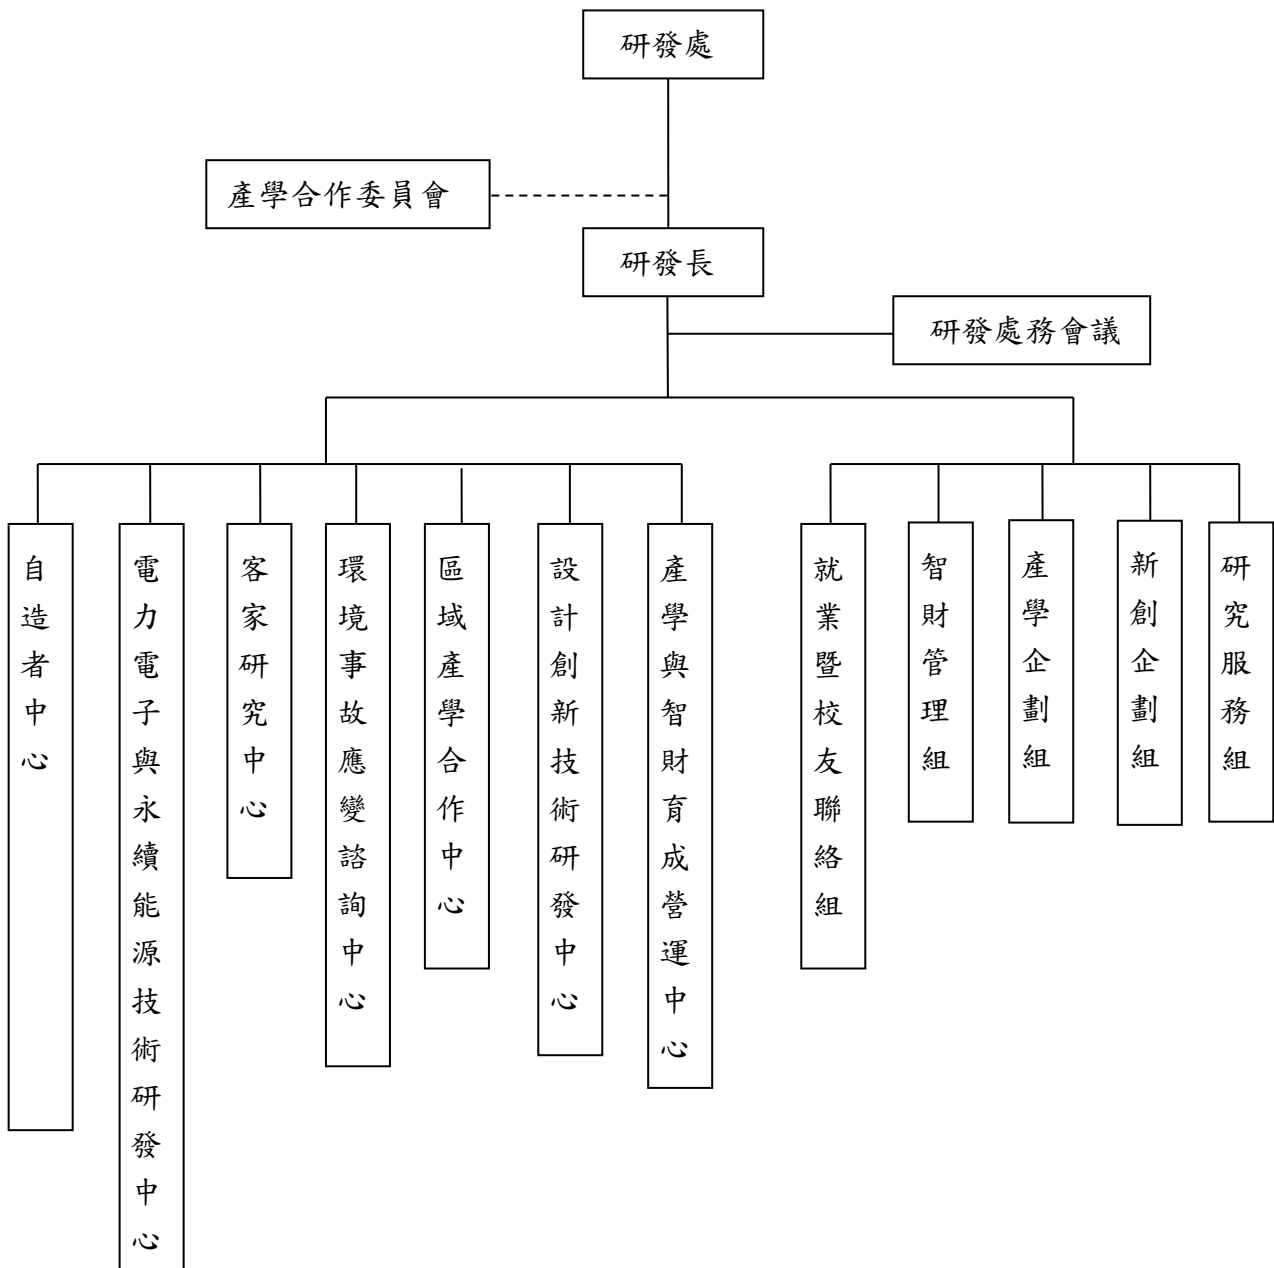 研發處
產學合作委員會
研發長
研發處務會議
自造者中心
電力電子與永續能源技術研發中心
客家研究中心
環境事故應變諮詢中心
區域產學合作中心
設計創新技術研發中心
產學與智財育成營運中心
就業暨校友聯絡組
智財管理組
產學企劃組
新創企劃組
研究服務組